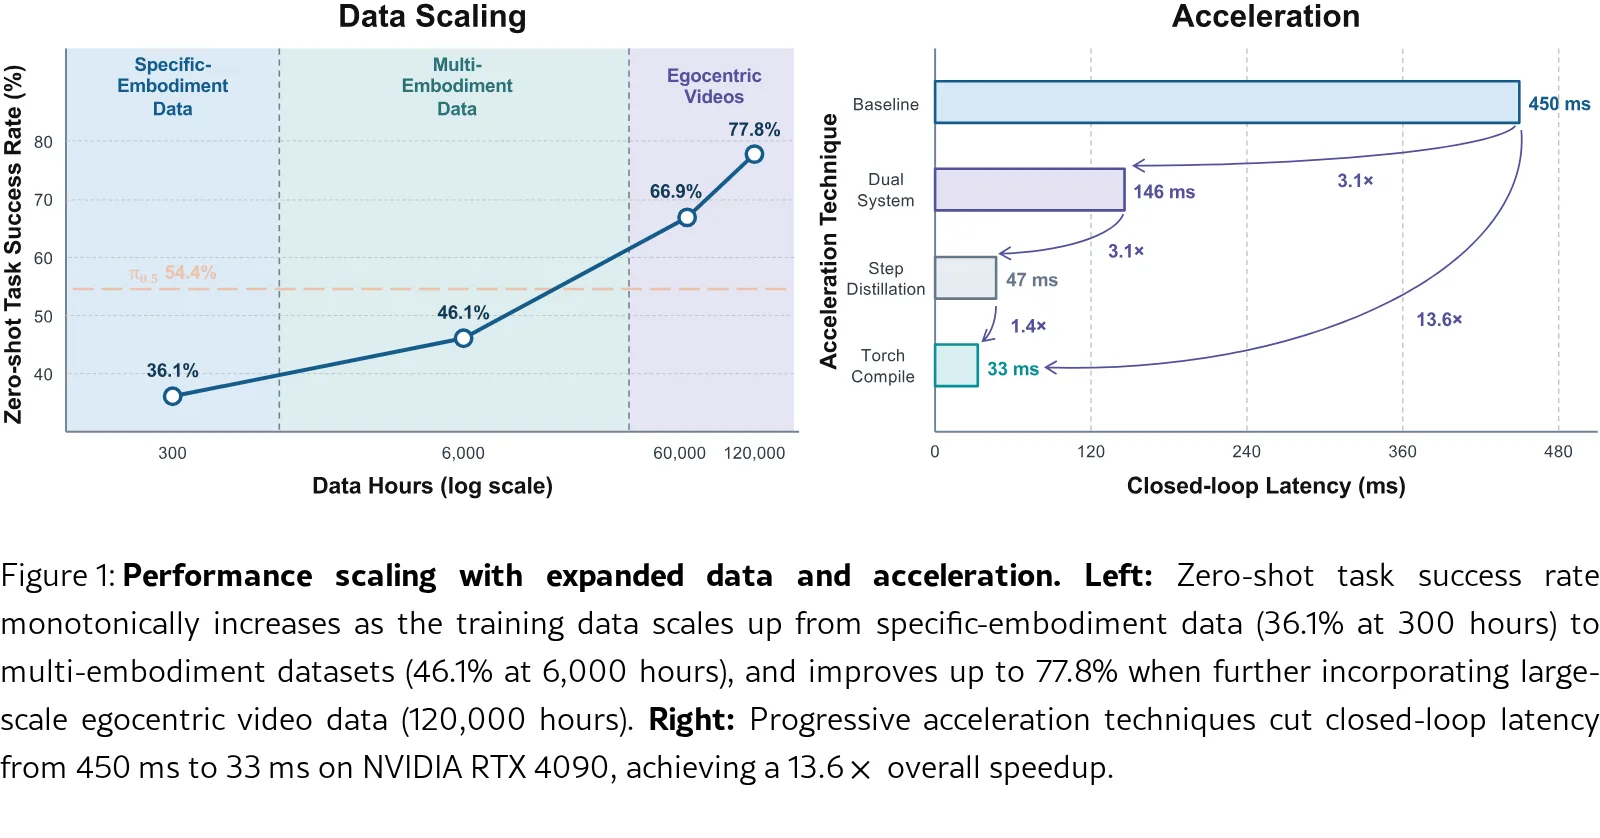 Data Scaling
Zero-shot Task Success Rate (%)
Specific-
Embodiment
Data
Multi-
Embodiment
Data
Egocentric
Videos
80
70
60
50
40
π0.5 54.4%
36.1%
46.1%
66.9%
77.8%
300
6,000
60,000
120,000
Data Hours (log scale)
Acceleration
Acceleration Technique
Baseline
450 ms
Dual
System
146 ms
3.1×
Step
Distillation
47 ms
3.1×
Torch
Compile
33 ms
1.4×
13.6×
0
120
240
360
480
Closed-loop Latency (ms)
Figure 1: Performance scaling with expanded data and acceleration. Left: Zero-shot task success rate
monotonically increases as the training data scales up from specific-embodiment data (36.1% at 300 hours) to
multi-embodiment datasets (46.1% at 6,000 hours), and improves up to 77.8% when further incorporating large-
scale egocentric video data (120,000 hours). Right: Progressive acceleration techniques cut closed-loop latency
from 450 ms to 33 ms on NVIDIA RTX 4090, achieving a 13.6× overall speedup.